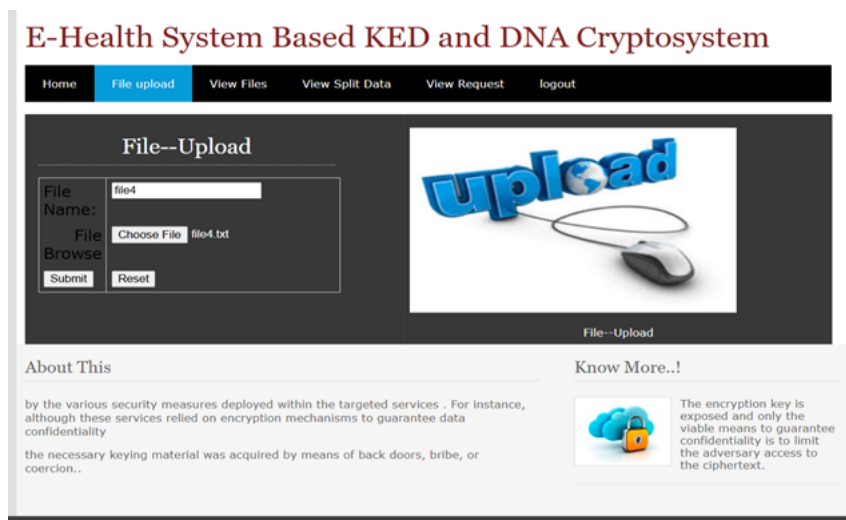 E-Health System Based KED and DNA Cryptosystem
Home File upload View Files View Split Data View Request logout
File--Upload
File Name:
file4
File Browse
Choose File file4.txt
Submit Reset
upload
File--Upload
About This
by the various security measures deployed within the targeted services . For instance,
although these services relied on encryption mechanisms to guarantee data
confidentiality
the necessary keying material was acquired by means of back doors, bribe, or
coercion..
Know More..!
The encryption key is
exposed and only the
viable means to guarantee
confidentiality is to limit
the adversary access to
the ciphertext.